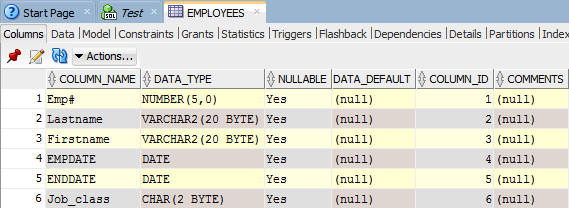 Start Page Test EMPLOYEES
Columns Data Model Constraints Grants Statistics Triggers Flashback Dependencies Details Partitions Index
Actions...
COLUMN_NAME DATA_TYPE NULLABLE DATA_DEFAULT COLUMN_ID COMMENTS
1 Emp# NUMBER(5,0) Yes (null) 1 (null)
2 Lastname VARCHAR2(20 BYTE) Yes (null) 2 (null)
3 Firstname VARCHAR2(20 BYTE) Yes (null) 3 (null)
4 EMPDATE DATE Yes (null) 4 (null)
5 ENDDATE DATE Yes (null) 5 (null)
6 Job_class CHAR(2 BYTE) Yes (null) 6 (null)